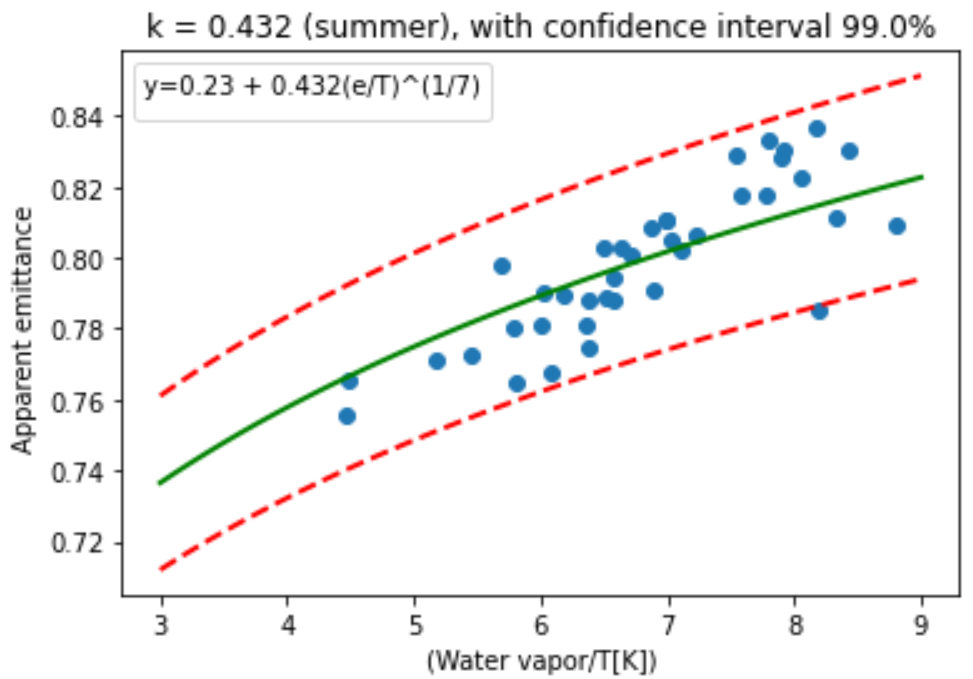 k = 0.432 (summer), with confidence interval 99.0%
y=0.23 + 0.432(e/T)^(1/7)
Apparent emittance
0.84
0.82
0.80
0.78
0.76
0.74
0.72
3 4 5 6 7 8 9
(Water vapor/T[K])